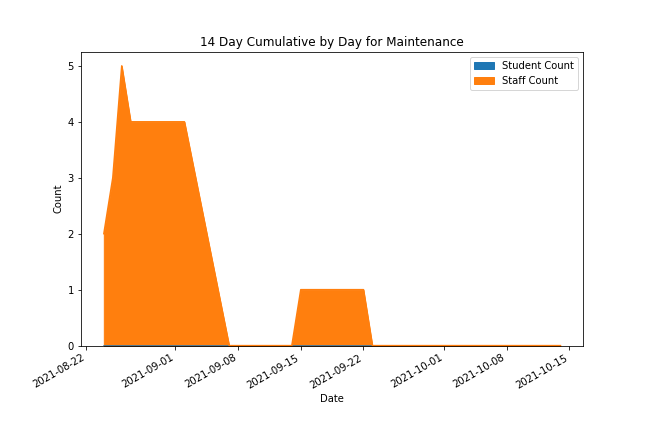 14 Day Cumulative by Day for Maintenance
Student Count
Staff Count
5
4
3
2
1
0
Count
2021-08-22
2021-09-01
2021-09-08
2021-09-15
2021-09-22
2021-10-01
2021-10-08
2021-10-15
Date